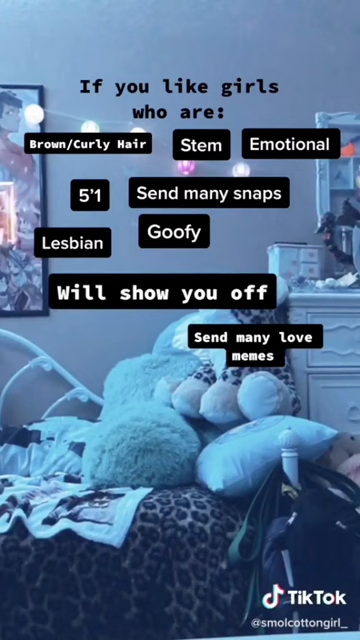 If you like girls
who are:
Brown/Curly Hair
Stem
Emotional
5'1
Send many snaps
Lesbian
Goofy
Will show you off
Send many love
memes
TikTok
@smolcottongirl_